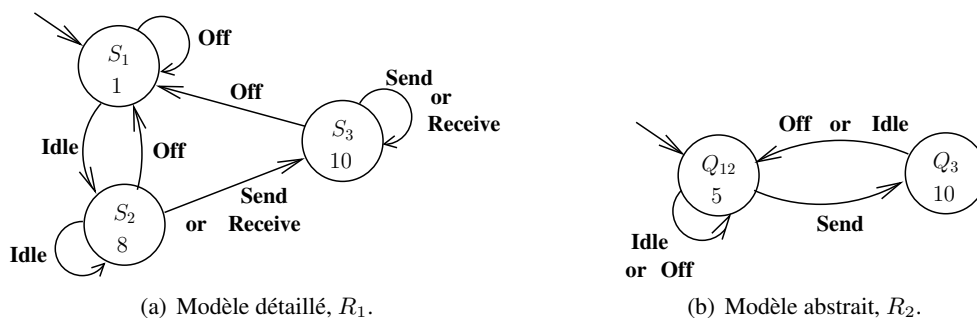 S₁
1
Off
Idle
Off
Off
Send
or
Receive
S₃
10
S₂
8
Idle
Send
or Receive
(a) Modèle détaillé, R₁.
Off or Idle
Q₁₂
5
Q₃
10
Send
Idle
or Off
(b) Modèle abstrait, R₂.